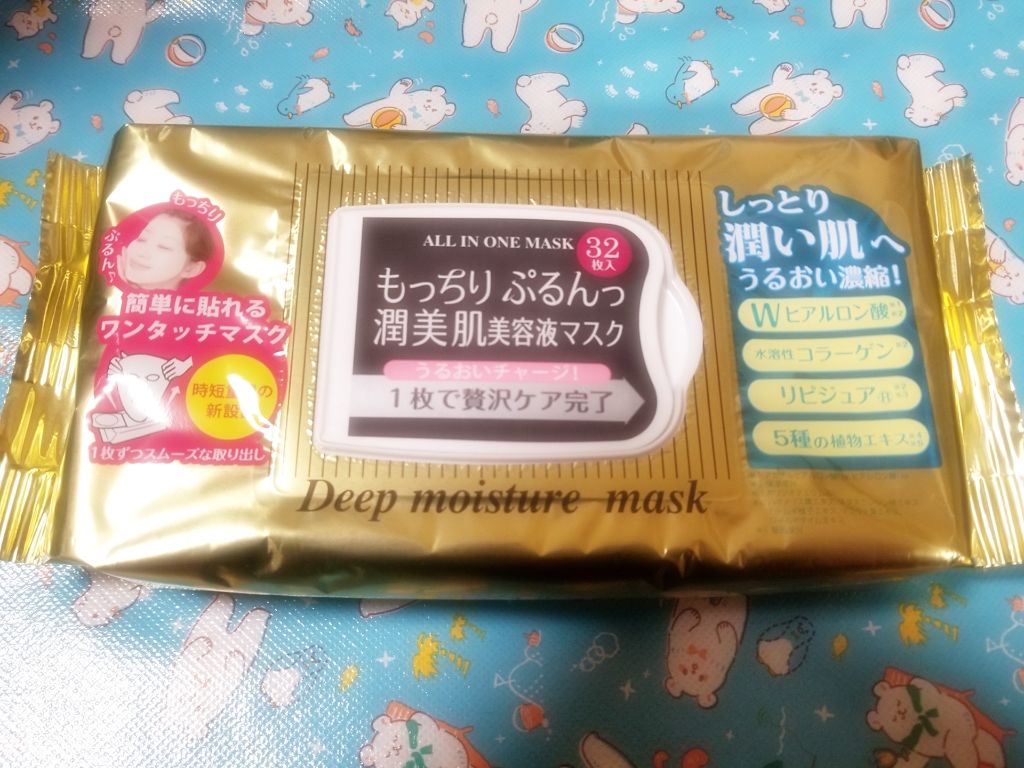 もっちり
ぷるんっ
簡単に貼れる
ワンタッチマスク
時短
の
新設
1枚ずつスムーズな取り出し
ALL IN ONE MASK
32
枚入
もっちり ぷるんっ
潤美肌美容液マスク
うるおいチャージ!
1枚で贅沢ケア完了
Deep moisture mask
しっとり
潤い肌へ
うるおい濃縮!
Wヒアルロン酸
水溶性コラーゲン
リピジュア®
5種の植物エキス